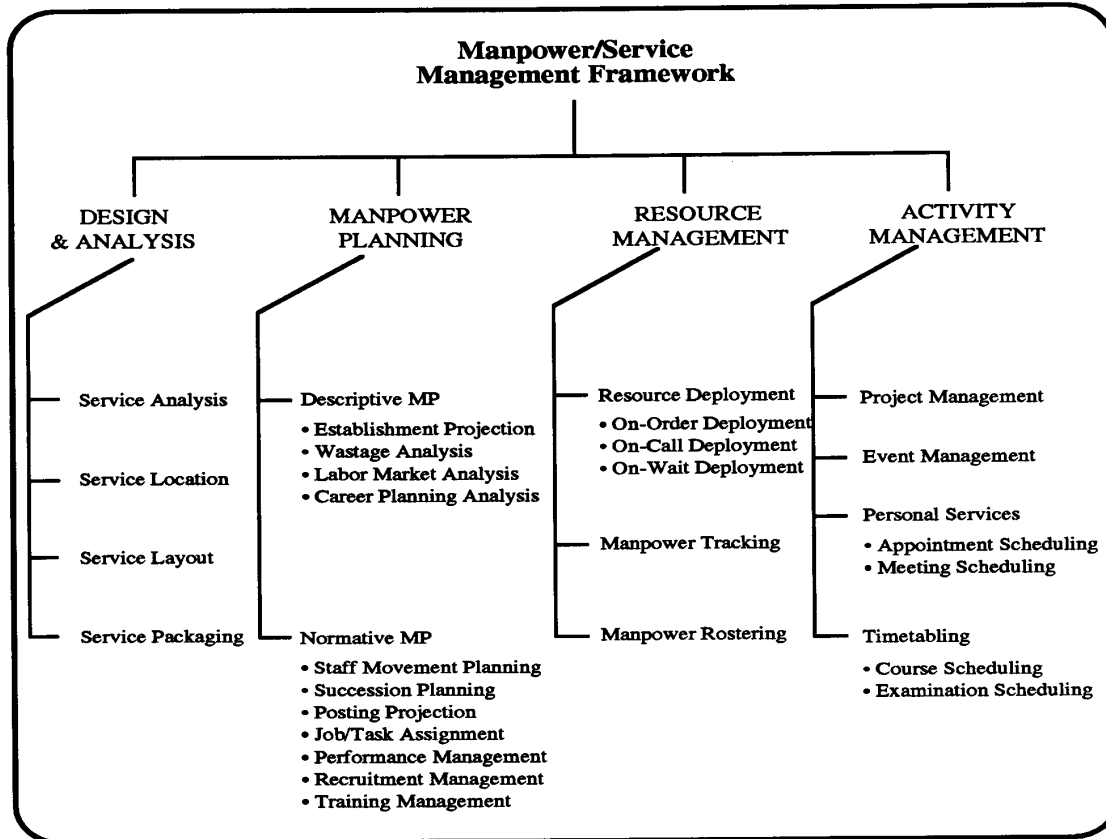 Manpower/Service
Management Framework
DESIGN
& ANALYSIS
Service Analysis
Service Location
Service Layout
Service Packaging
MANPOWER
PLANNING
Descriptive MP
• Establishment Projection
• Wastage Analysis
• Labor Market Analysis
• Career Planning Analysis
Normative MP
• Staff Movement Planning
• Succession Planning
• Posting Projection
• Job/Task Assignment
• Performance Management
• Recruitment Management
• Training Management
RESOURCE
MANAGEMENT
Resource Deployment
• On-Order Deployment
• On-Call Deployment
• On-Wait Deployment
Manpower Tracking
Manpower Rostering
ACTIVITY
MANAGEMENT
Project Management
Event Management
Personal Services
• Appointment Scheduling
• Meeting Scheduling
Timetabling
• Course Scheduling
• Examination Scheduling